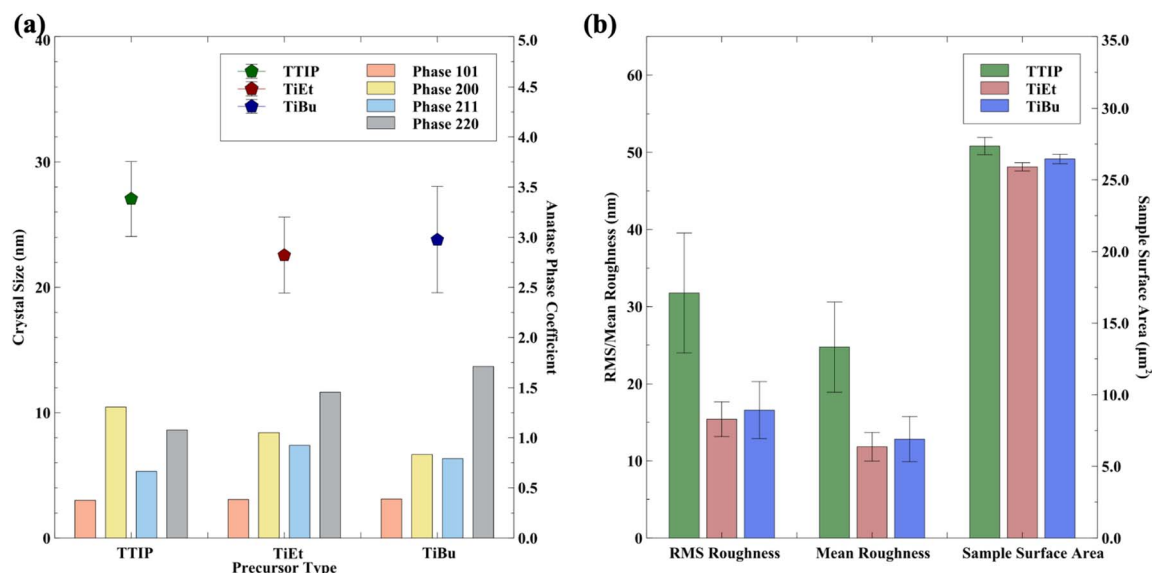 (a)
40
30
20
10
0
Crystal Size (nm)
TTIP
TiEt
TiBu
Phase 101
Phase 200
Phase 211
Phase 220
5.0
4.5
4.0
3.5
3.0
2.5
2.0
1.5
1.0
0.5
0.0
Anatase Phase Coefficient
TTIP
TiEt
TiBu
Precursor Type
(b)
60
50
40
30
20
10
0
RMS/Mean Roughness (nm)
TTIP
TiEt
TiBu
35.0
30.0
25.0
20.0
15.0
10.0
5.0
0.0
Sample Surface
Area (μm²)
RMS Roughness
Mean Roughness
Sample Surface Area